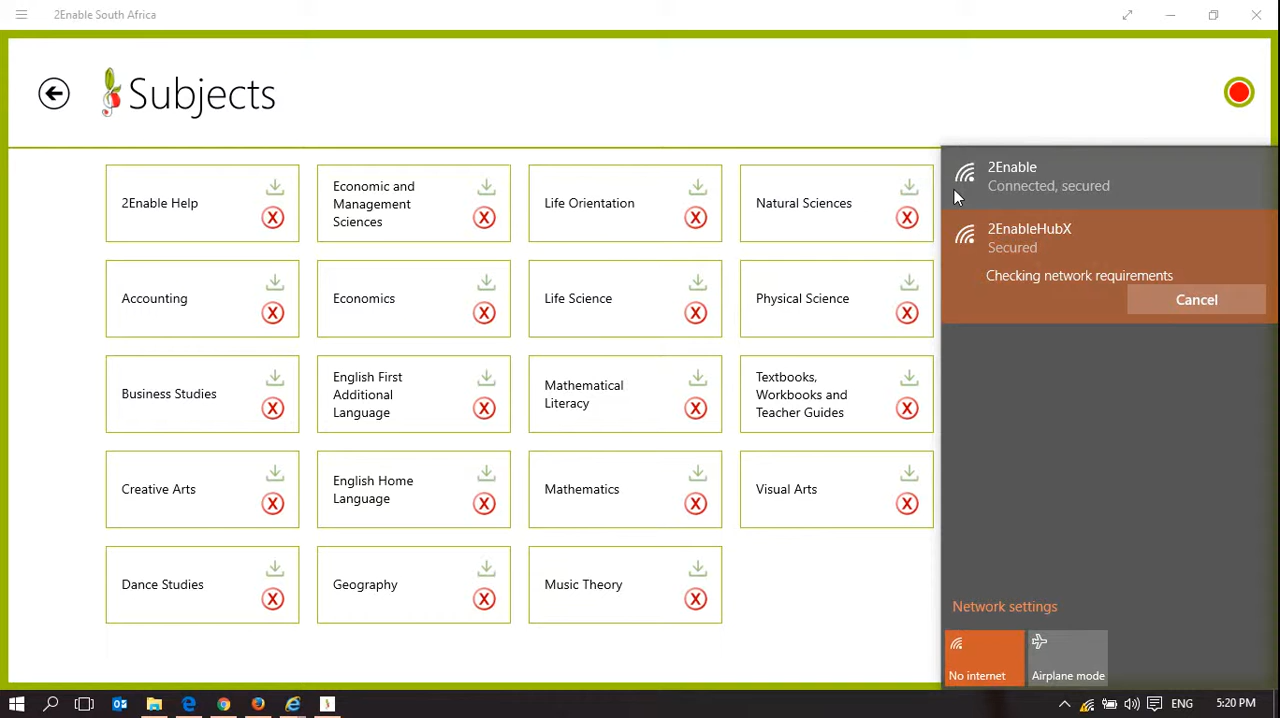 2Enable South Africa
Subjects
2Enable Help
Economic and
Management
Sciences
Life Orientation
Natural Sciences
Accounting
Economics
Life Science
Physical Science
Business Studies
English First
Additional
Language
Mathematical
Literacy
Textbooks,
Workbooks and
Teacher Guides
Creative Arts
English Home
Language
Mathematics
Visual Arts
Dance Studies
Geography
Music Theory
2Enable
Connected, secured
2EnableHubX
Secured
Checking network requirements
Cancel
Network settings
No internet
Airplane mode
ENG
5:20 PM